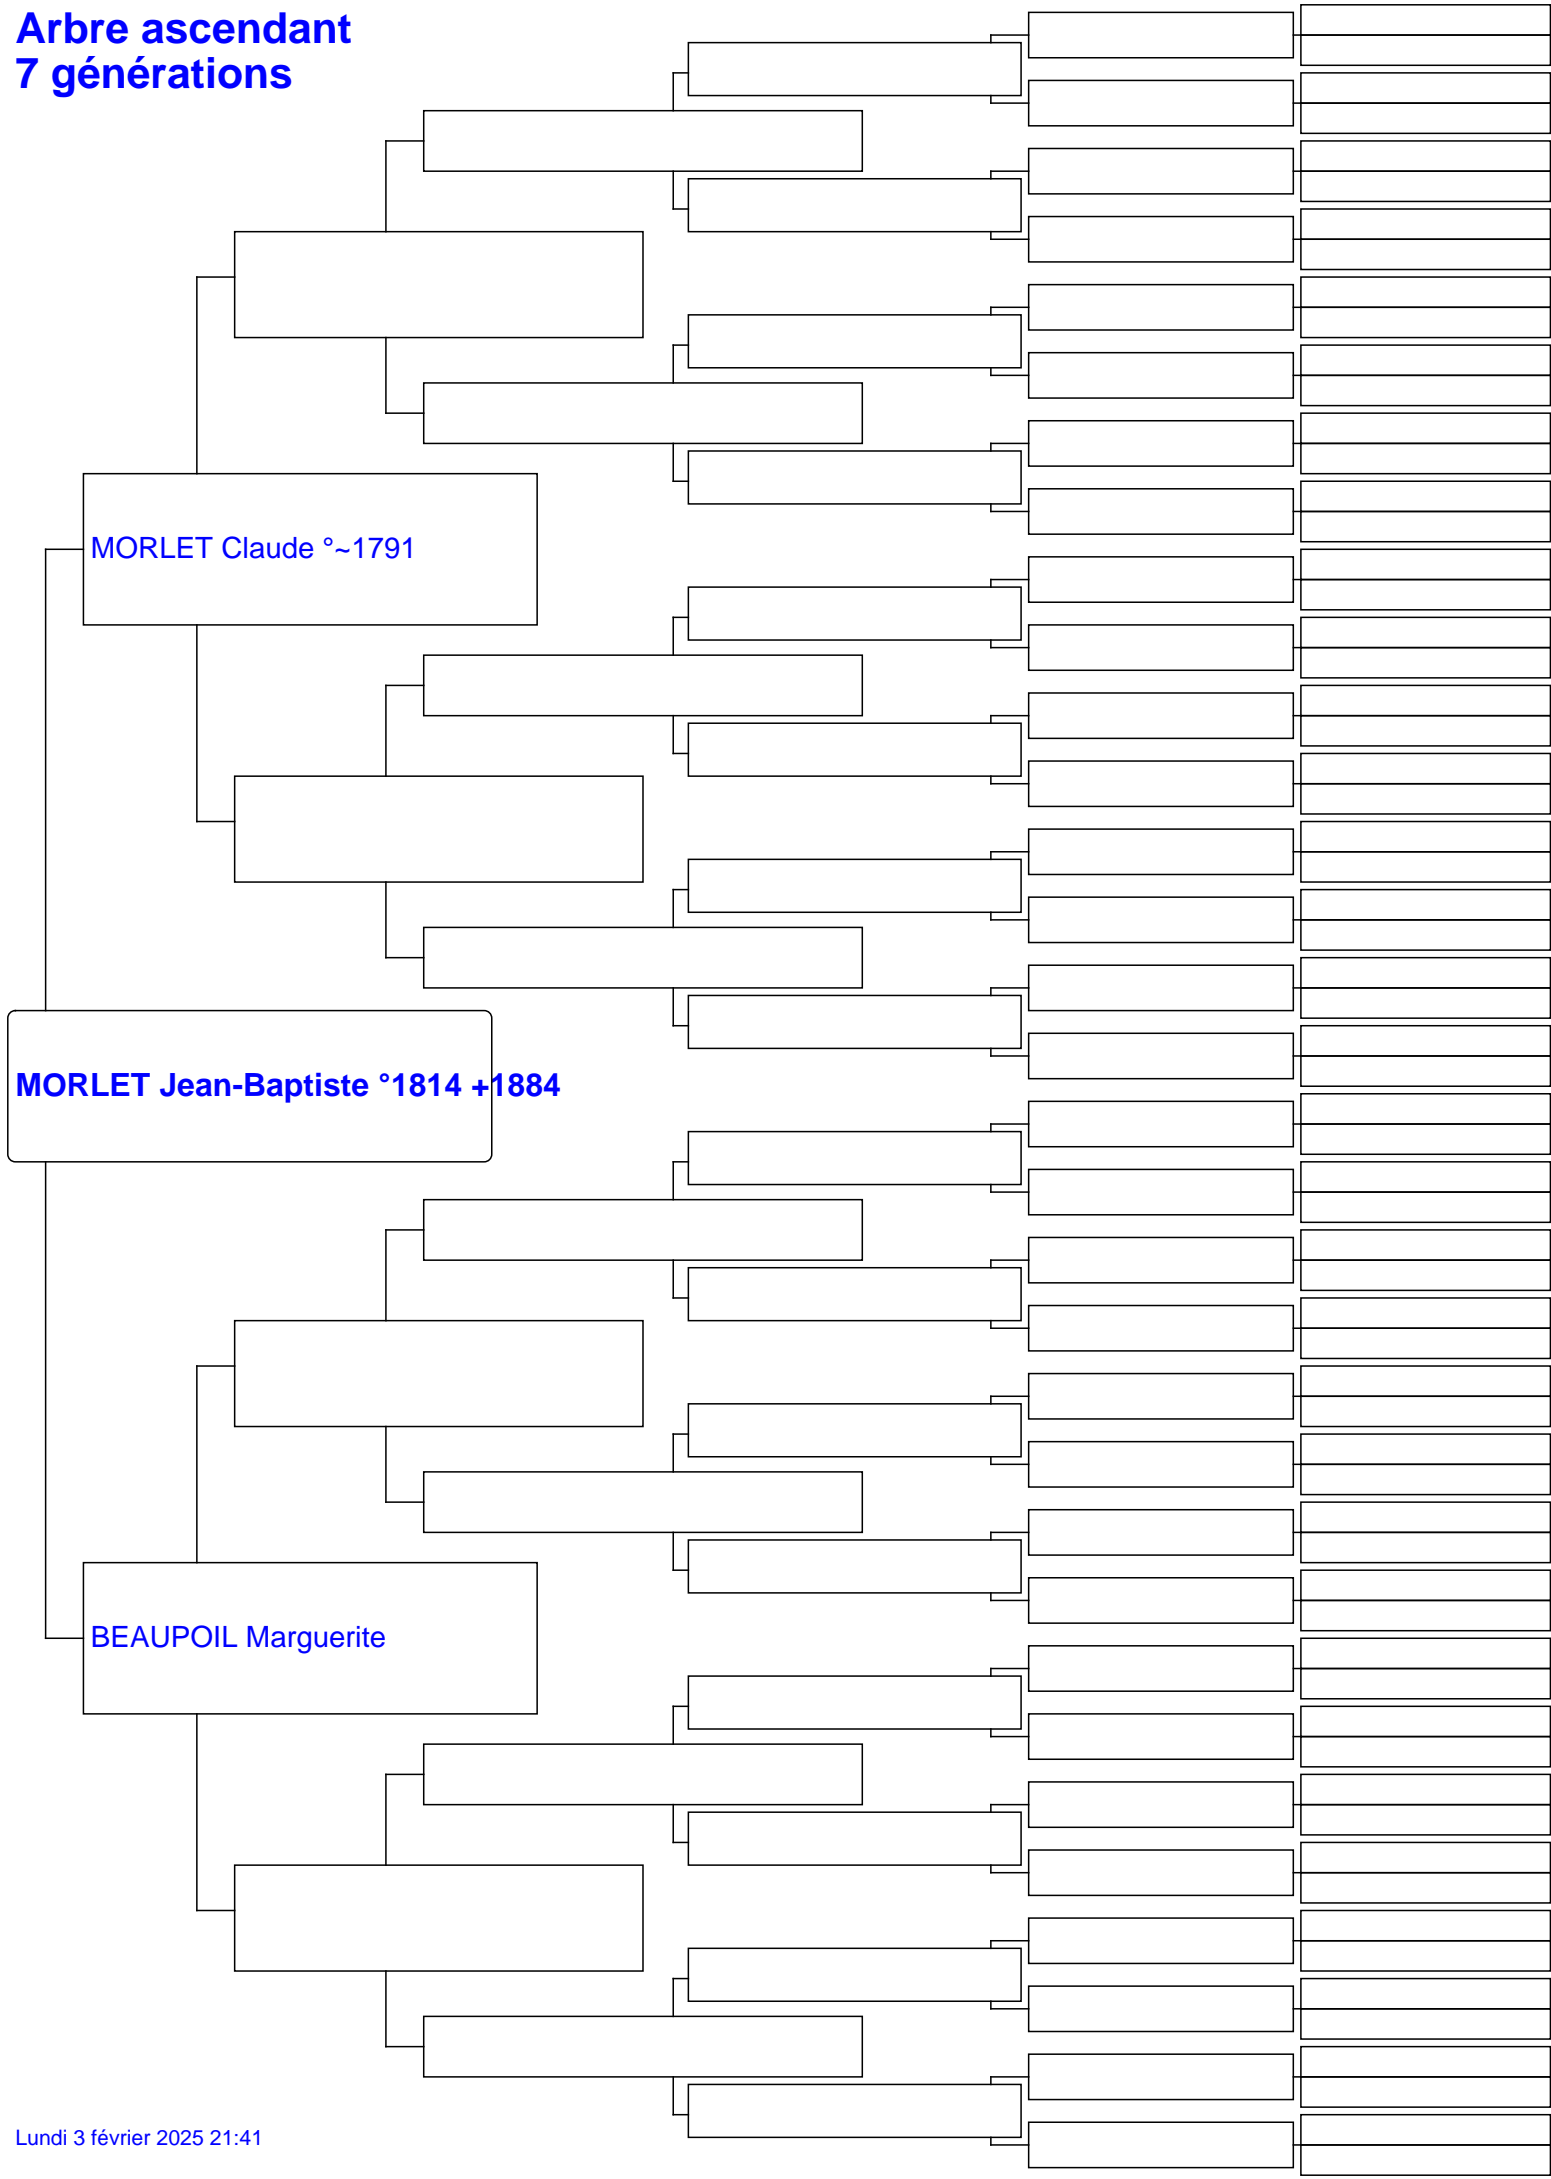 Arbre ascendant
7 générations
MORLET Claude °~1791
MORLET Jean-Baptiste °1814 +1884
BEAUPOIL Marguerite
Lundi 3 février 2025 21:41